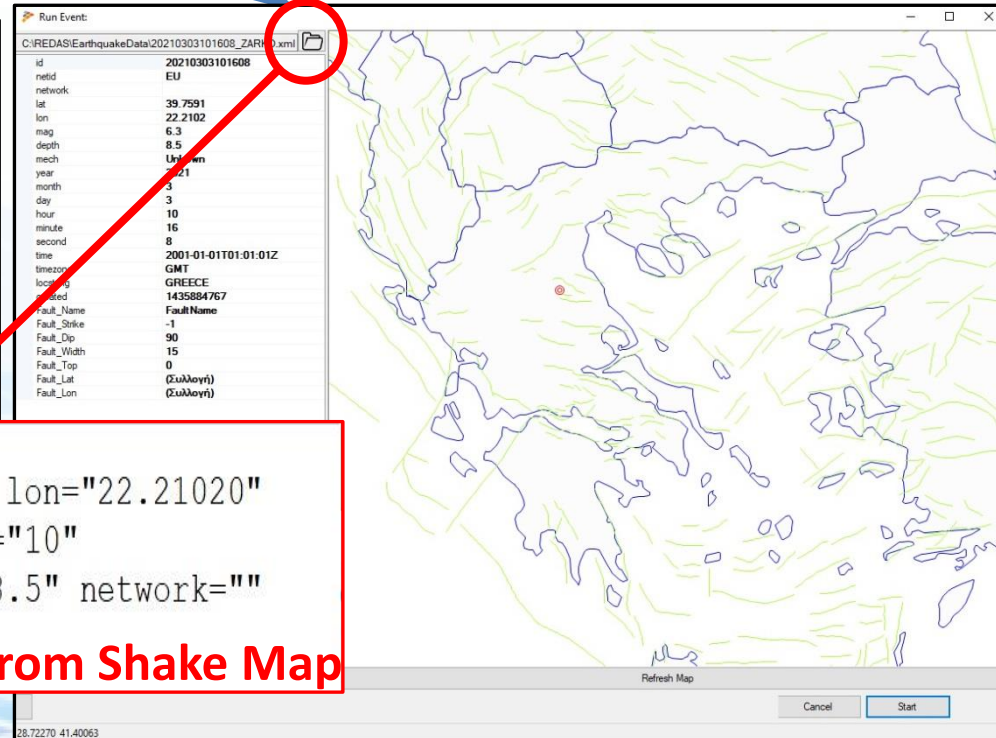 Run Event:
C:\REDAS\EarthquakeData\20210303101608_ZARKO.xml
id 20210303101608
netid EU
network
lat 39.7591
lon 22.2102
mag 6.3
depth 8.5
mech
year
month 3
day 3
hour 10
minute 16
second 8
time 2001-01-01T01:01:01Z
GMT
GREECE
1435884767
Fault_Name FaultName
Fault_Strike -1
Fault_Dip 90
Fault_Width 15
Fault_Top 0
Fault_Lat (Συλλογή)
Fault_Lon (Συλλογή)
lon="22.21020"
="10"
.5" network=""
rom Shake Map
Refresh Map
Cancel Start
28.72270 41.40063